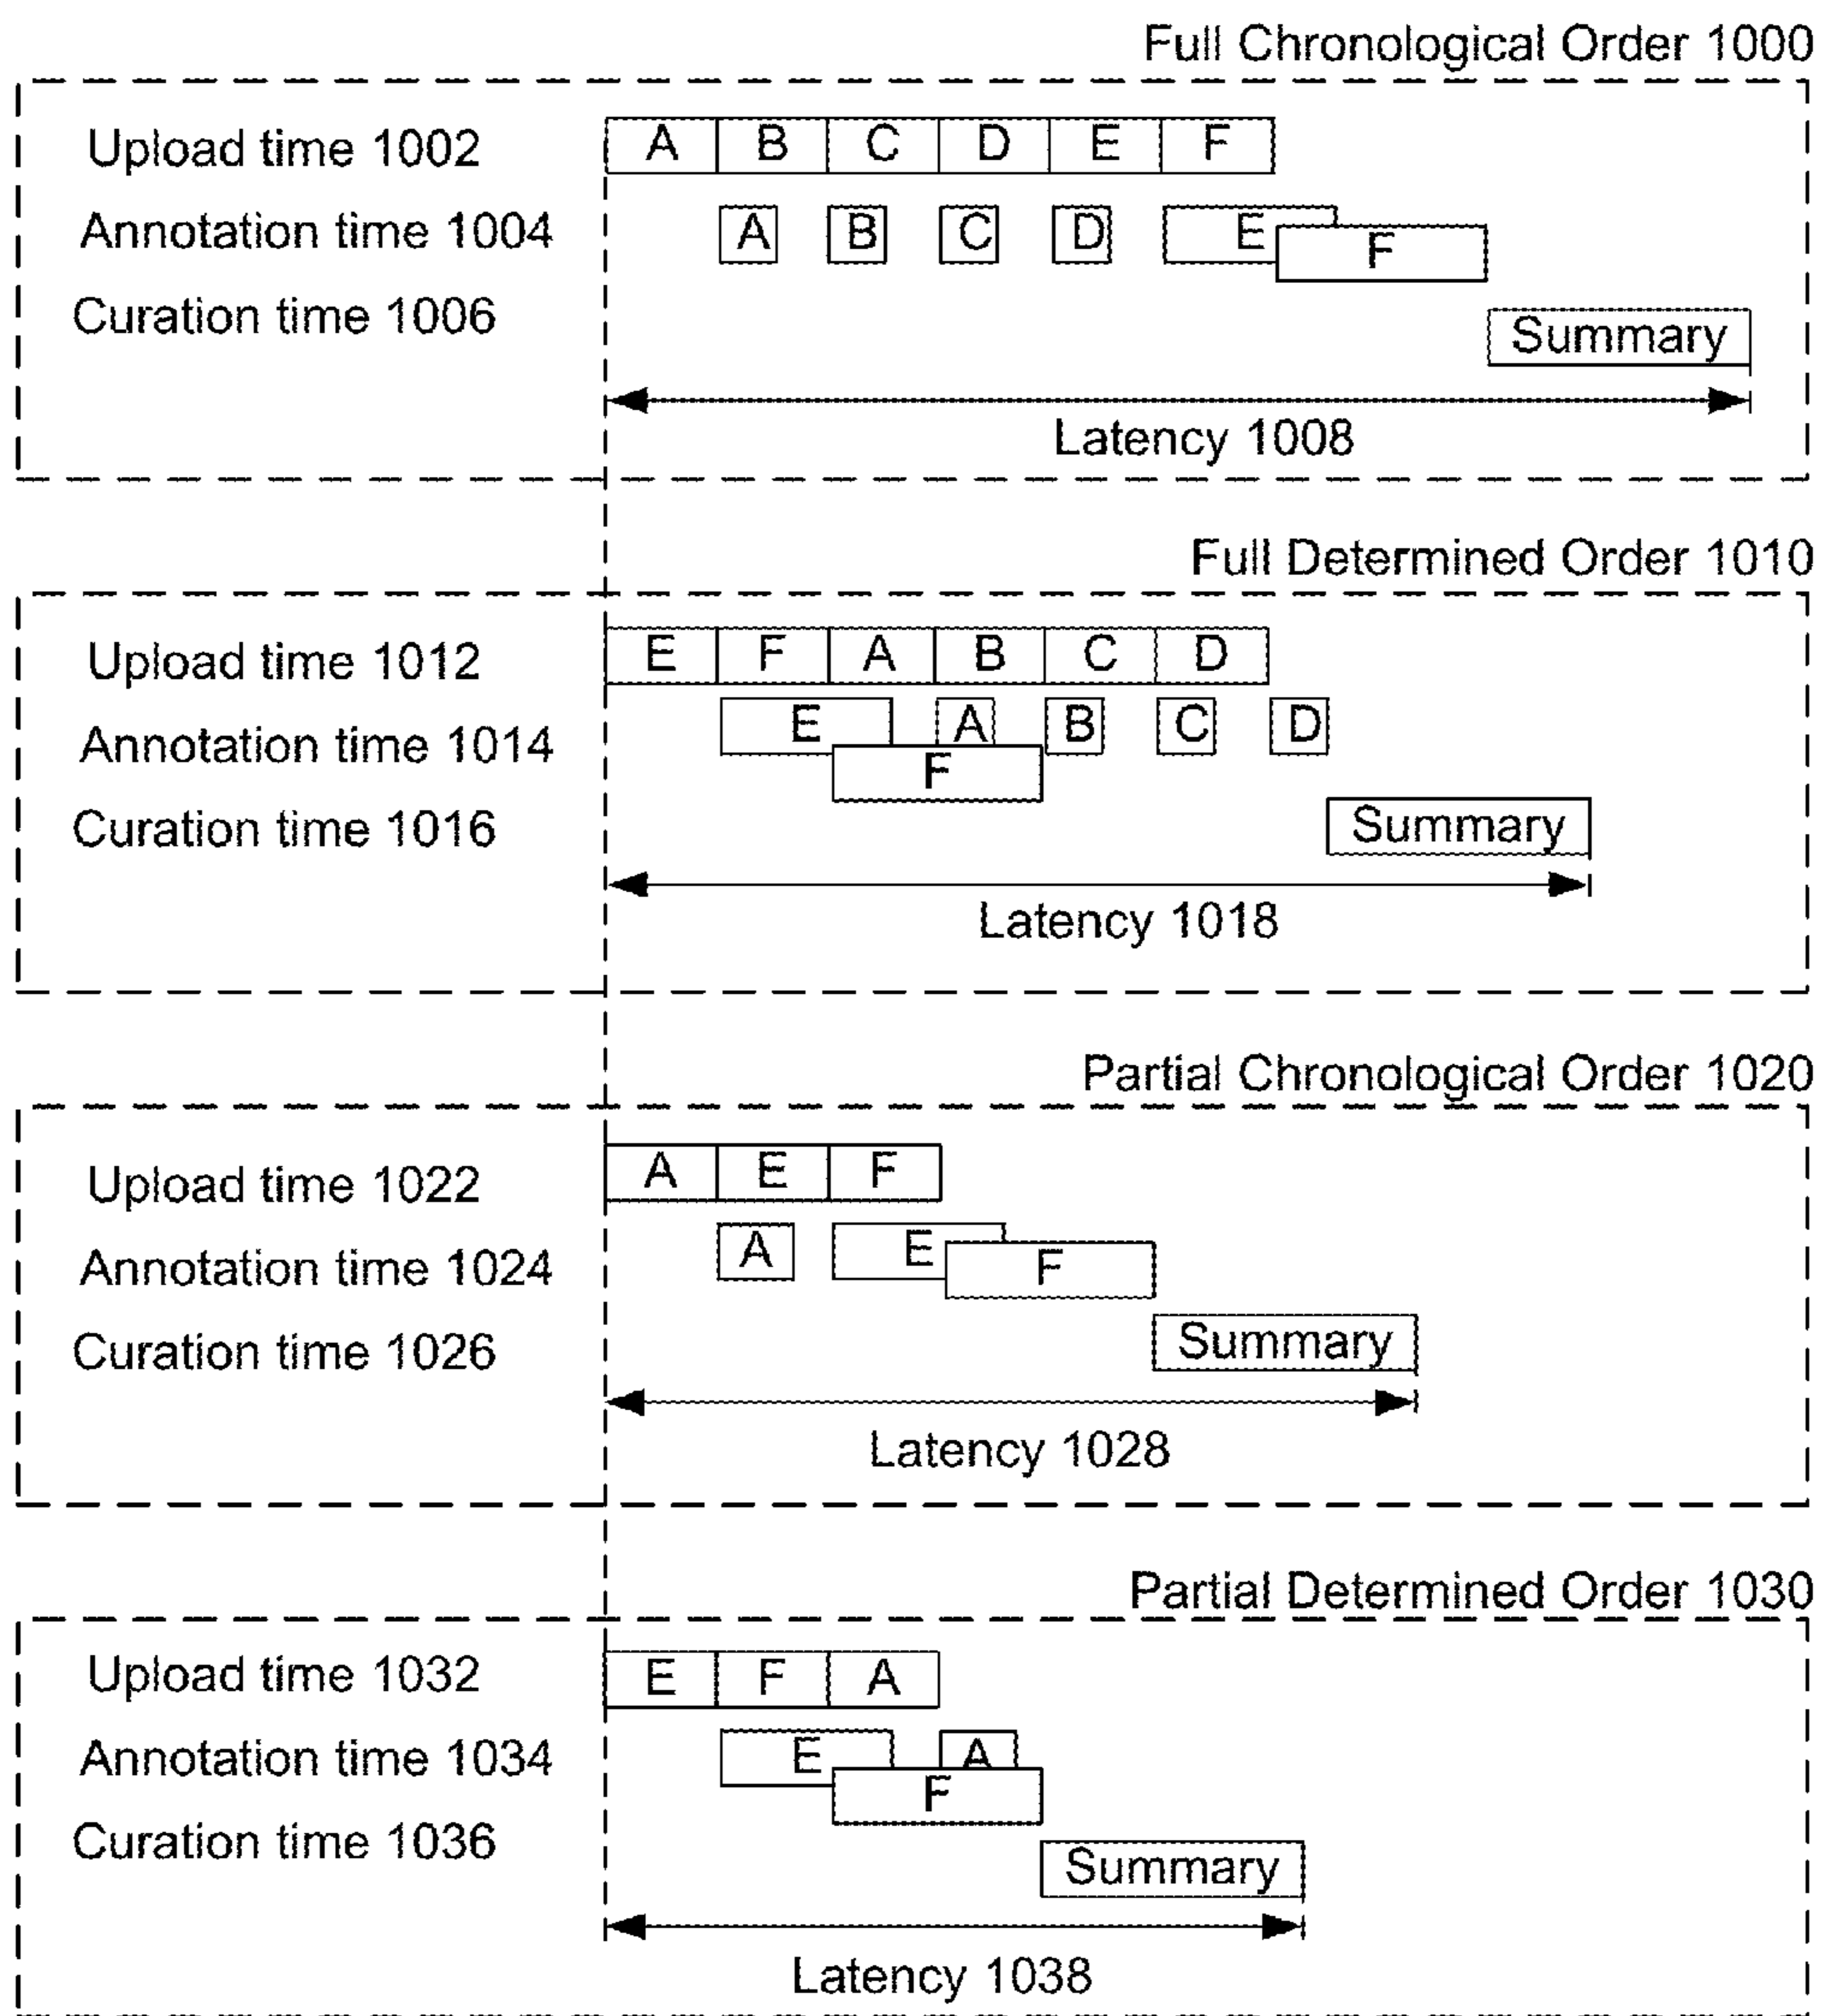 Full Chronological Order 1000
Upload time 1002 A B C D E F
Annotation time 1004 A B C D E F
Curation time 1006 Summary
Latency 1008
Full Determined Order 1010
Upload time 1012 E F A B C D
Annotation time 1014 E A B C D F
Curation time 1016 Summary
Latency 1018
Partial Chronological Order 1020
Upload time 1022 A E F
Annotation time 1024 A E F
Curation time 1026 Summary
Latency 1028
Partial Determined Order 1030
Upload time 1032 E F A
Annotation time 1034 E A F
Curation time 1036 Summary
Latency 1038